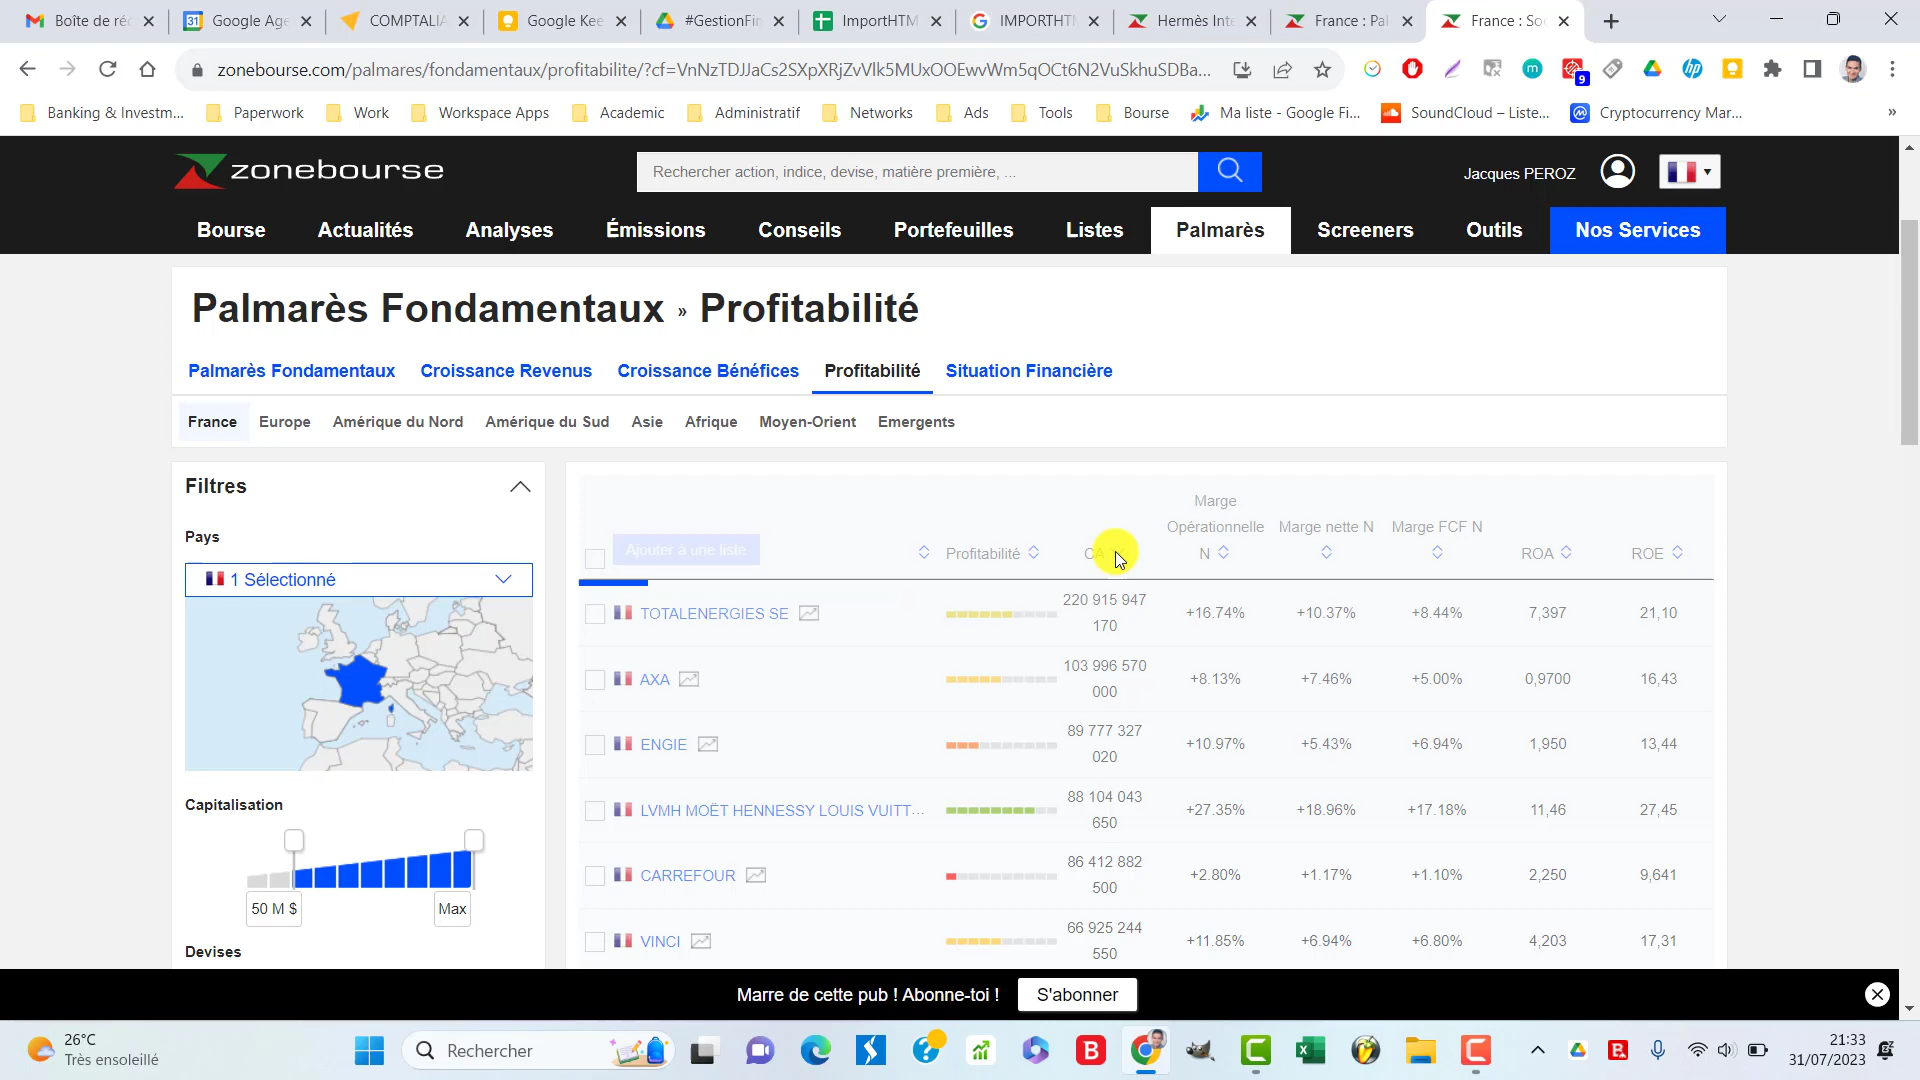 Boîte de ré
Google Age
COMPTALIA
Google Kee
#GestionFin
ImportHTM
IMPORTHT
Hermès Inte
France : Pal
France : Soc
zonebourse.com/palmares/fondamentaux/profitabilite/?cf=VnNzTDJJaCs2SXpXRjZvVlk5MUxOOEwvWm5qOCt6N2VuSkhuSDBa...
9
Banking & Investm...
Paperwork
Work
Workspace Apps
Academic
Administratif
Networks
Ads
Tools
Bourse
Ma liste - Google Fi...
SoundCloud – Liste...
Cryptocurrency Mar...
»
zonebourse
Rechercher action, indice, devise, matière première, ...
Jacques PEROZ
Bourse
Actualités
Analyses
Émissions
Conseils
Portefeuilles
Listes
Palmarès
Screeners
Outils
Nos Services
Palmarès Fondamentaux » Profitabilité
Palmarès Fondamentaux
Croissance Revenus
Croissance Bénéfices
Profitabilité
Situation Financière
France
Europe
Amérique du Nord
Amérique du Sud
Asie
Afrique
Moyen-Orient
Emergents
Filtres
Pays
1 Sélectionné
Capitalisation
50 M $
Max
Devises
Ajouter à une liste
Profitabilité
CA
Marge
Opérationnelle
N
Marge nette N
Marge FCF N
ROA
ROE
TOTALENERGIES SE
220 915 947
170
+16.74%
+10.37%
+8.44%
7,397
21,10
AXA
103 996 570
000
+8.13%
+7.46%
+5.00%
0,9700
16,43
ENGIE
89 777 327
020
+10.97%
+5.43%
+6.94%
1,950
13,44
LVMH MOËT HENNESSY LOUIS VUITT...
88 104 043
650
+27.35%
+18.96%
+17.18%
11,46
27,45
CARREFOUR
86 412 882
500
+2.80%
+1.17%
+1.10%
2,250
9,641
VINCI
66 925 244
550
+11.85%
+6.94%
+6.80%
4,203
17,31
Marre de cette pub ! Abonne-toi !
S'abonner
26°C
Très ensoleillé
Rechercher
21:33
31/07/2023